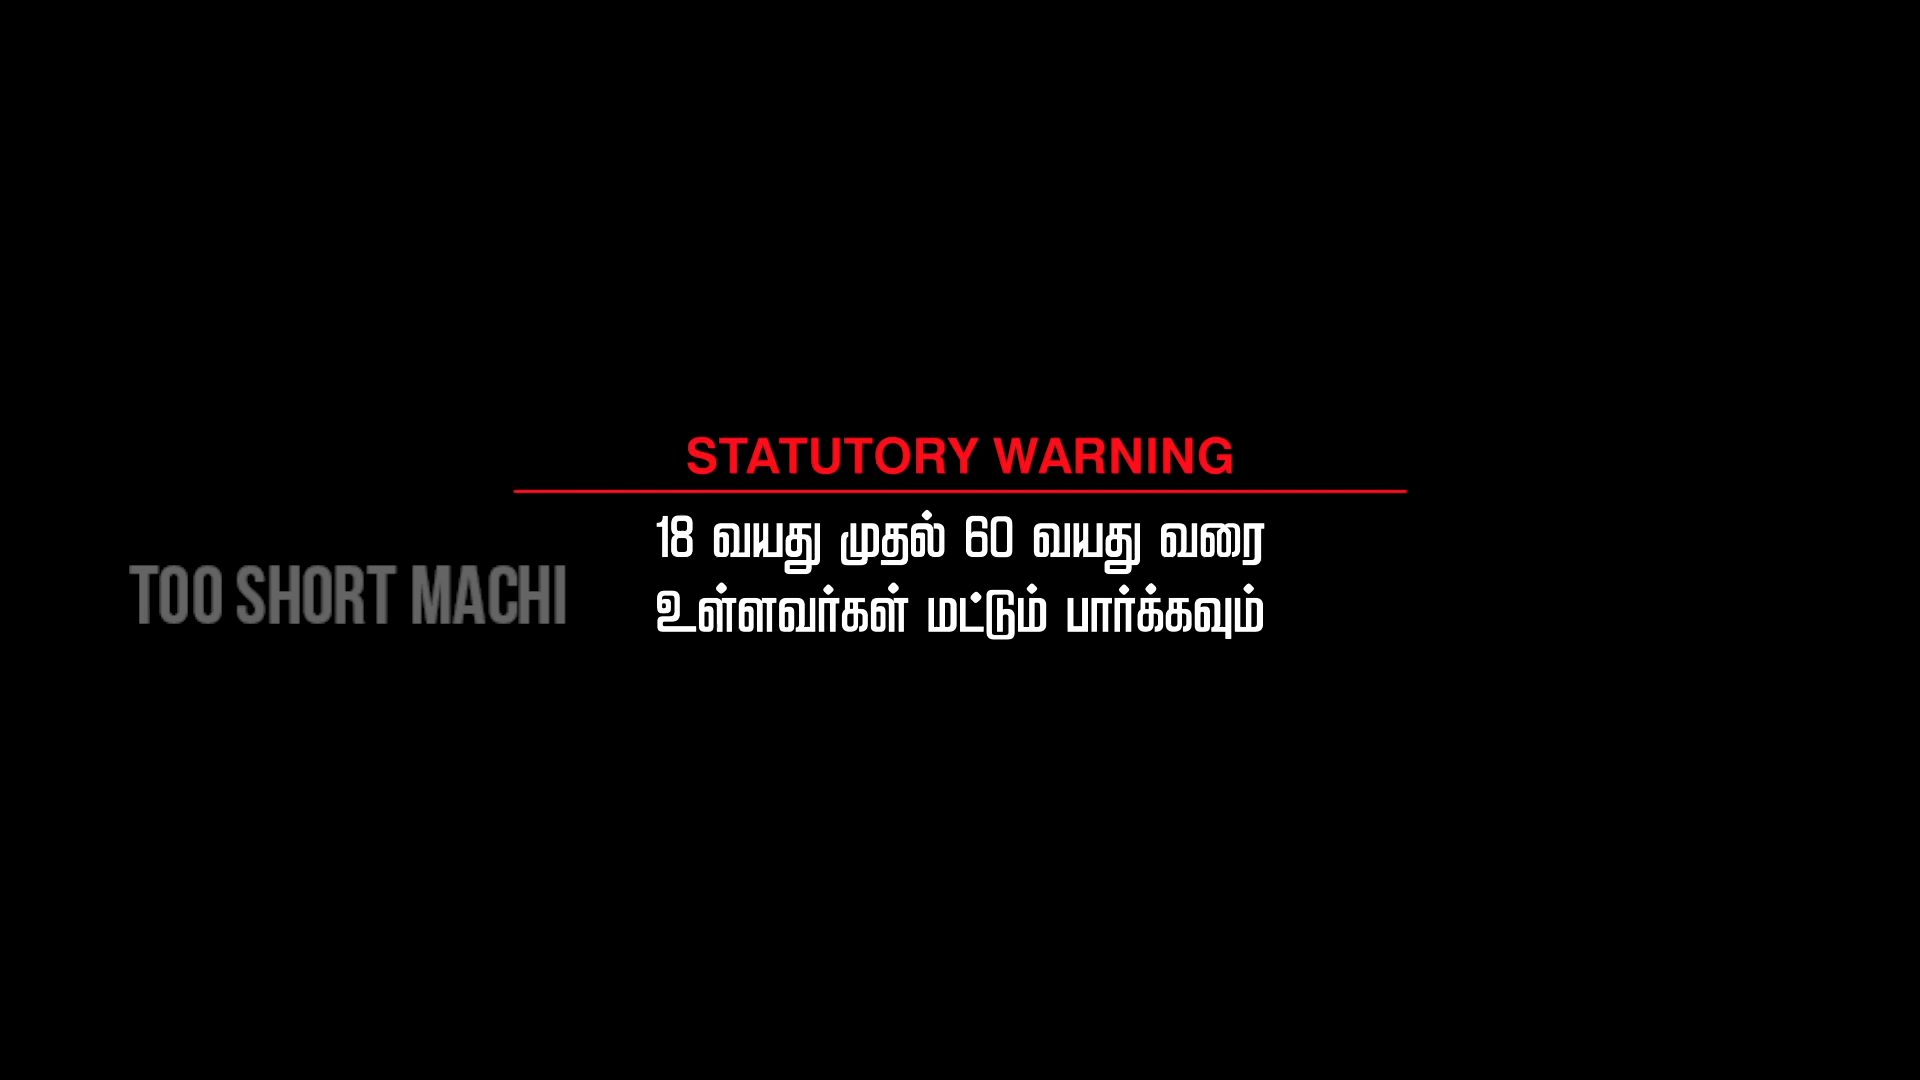 STATUTORY WARNING
18 வயது முதல் 60 வயது வரை
உள்ளவர்கள் மட்டும் பார்க்கவும்
TOO SHORT MACHI